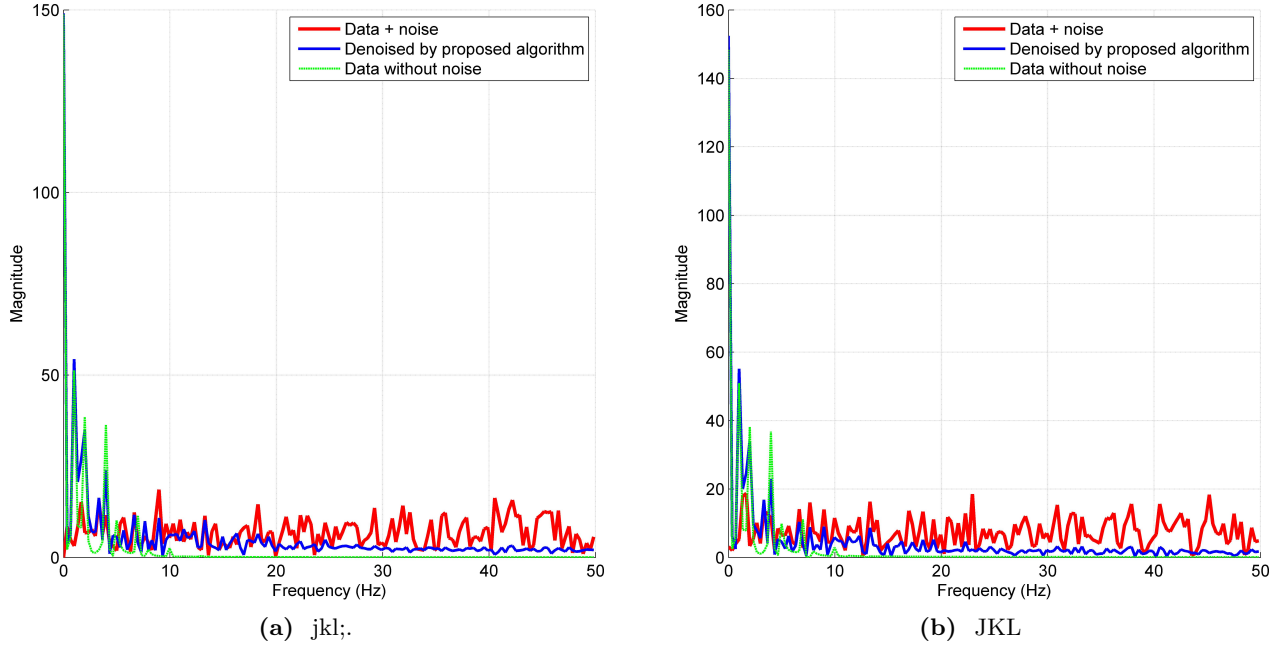 150
100
50
0
Magnitude
0 10 20 30 40 50
Frequency (Hz)
Data + noise
Denoised by proposed algorithm
Data without noise
(a) jkl;.
160
140
120
100
80
60
40
20
0
Magnitude
0 10 20 30 40 50
Frequency (Hz)
Data + noise
Denoised by proposed algorithm
Data without noise
(b) JKL